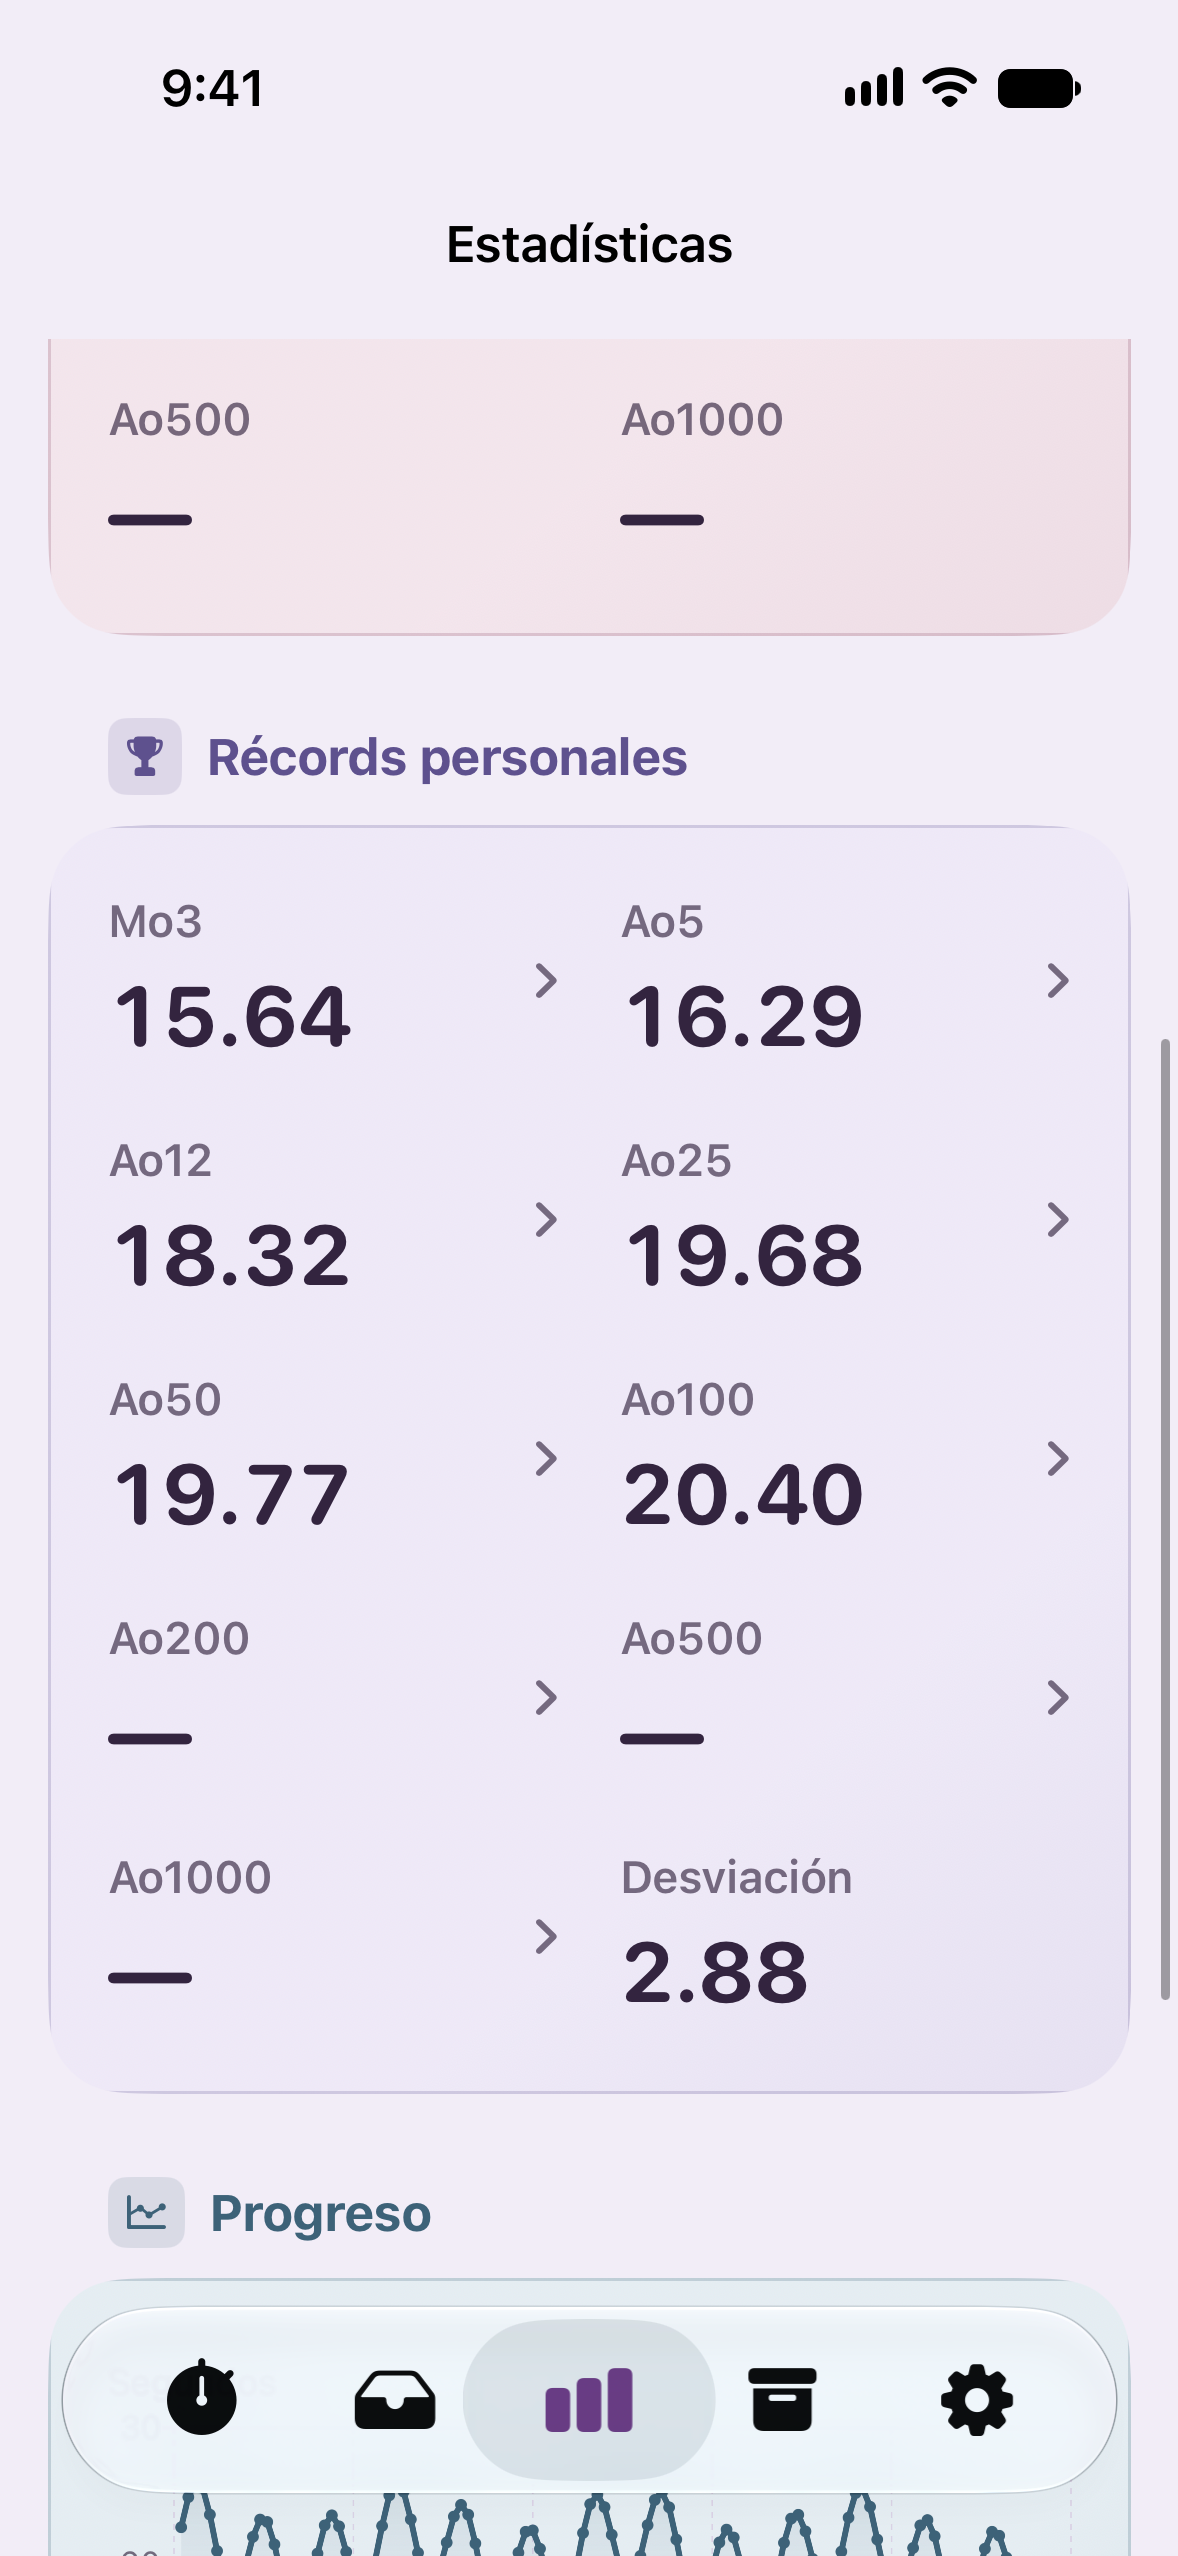 9:41
Estadísticas
Ao500 Ao1000
— —
Récords personales
Mo3 Ao5
15.64 16.29
Ao12 Ao25
18.32 19.68
Ao50 Ao100
19.77 20.40
Ao200 Ao500
— —
Ao1000 Desviación
— 2.88
Progreso
30